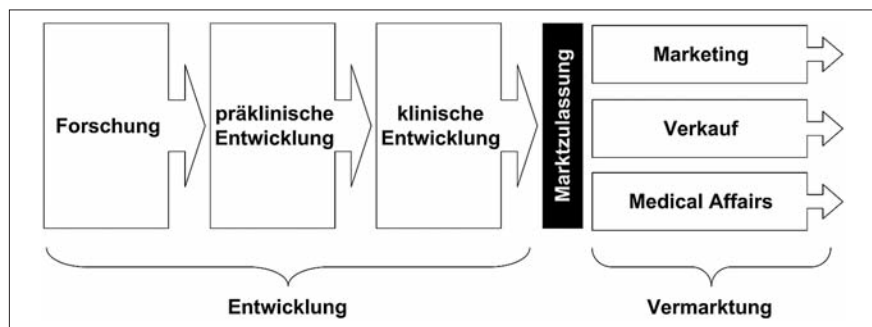 Forschung
präklinische
Entwicklung
klinische
Entwicklung
Marktzulassung
Marketing
Verkauf
Medical Affairs
Entwicklung
Vermarktung